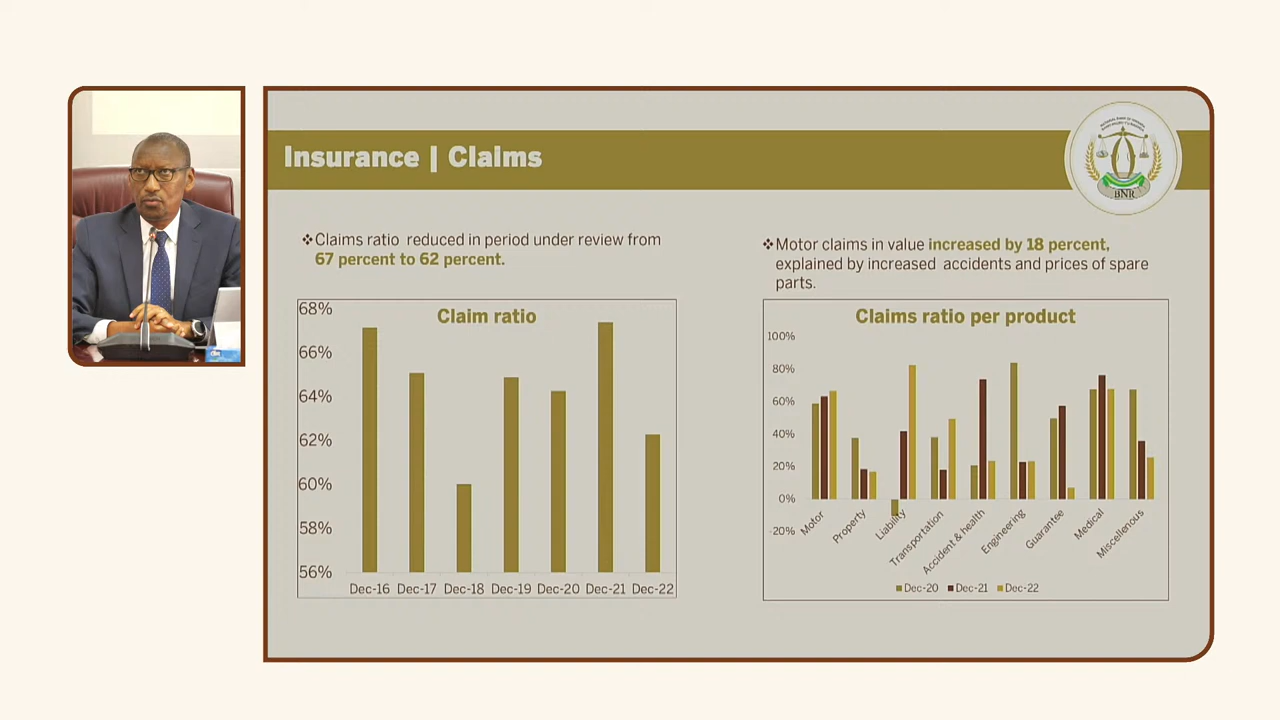 Insurance | Claims
BNR
❖Claims ratio reduced in period under review from
67 percent to 62 percent.
❖Motor claims in value increased by 18 percent,
explained by increased accidents and prices of spare
parts.
Claim ratio
68%
66%
64%
62%
60%
58%
56%
Dec-16 Dec-17 Dec-18 Dec-19 Dec-20 Dec-21 Dec-22
Claims ratio per product
100%
80%
60%
40%
20%
0%
-20%
Motor
Property
Liability
Transportation
Accident & health
Engineering
Guarantee
Medical
Miscellenous
Dec-20 Dec-21 Dec-22